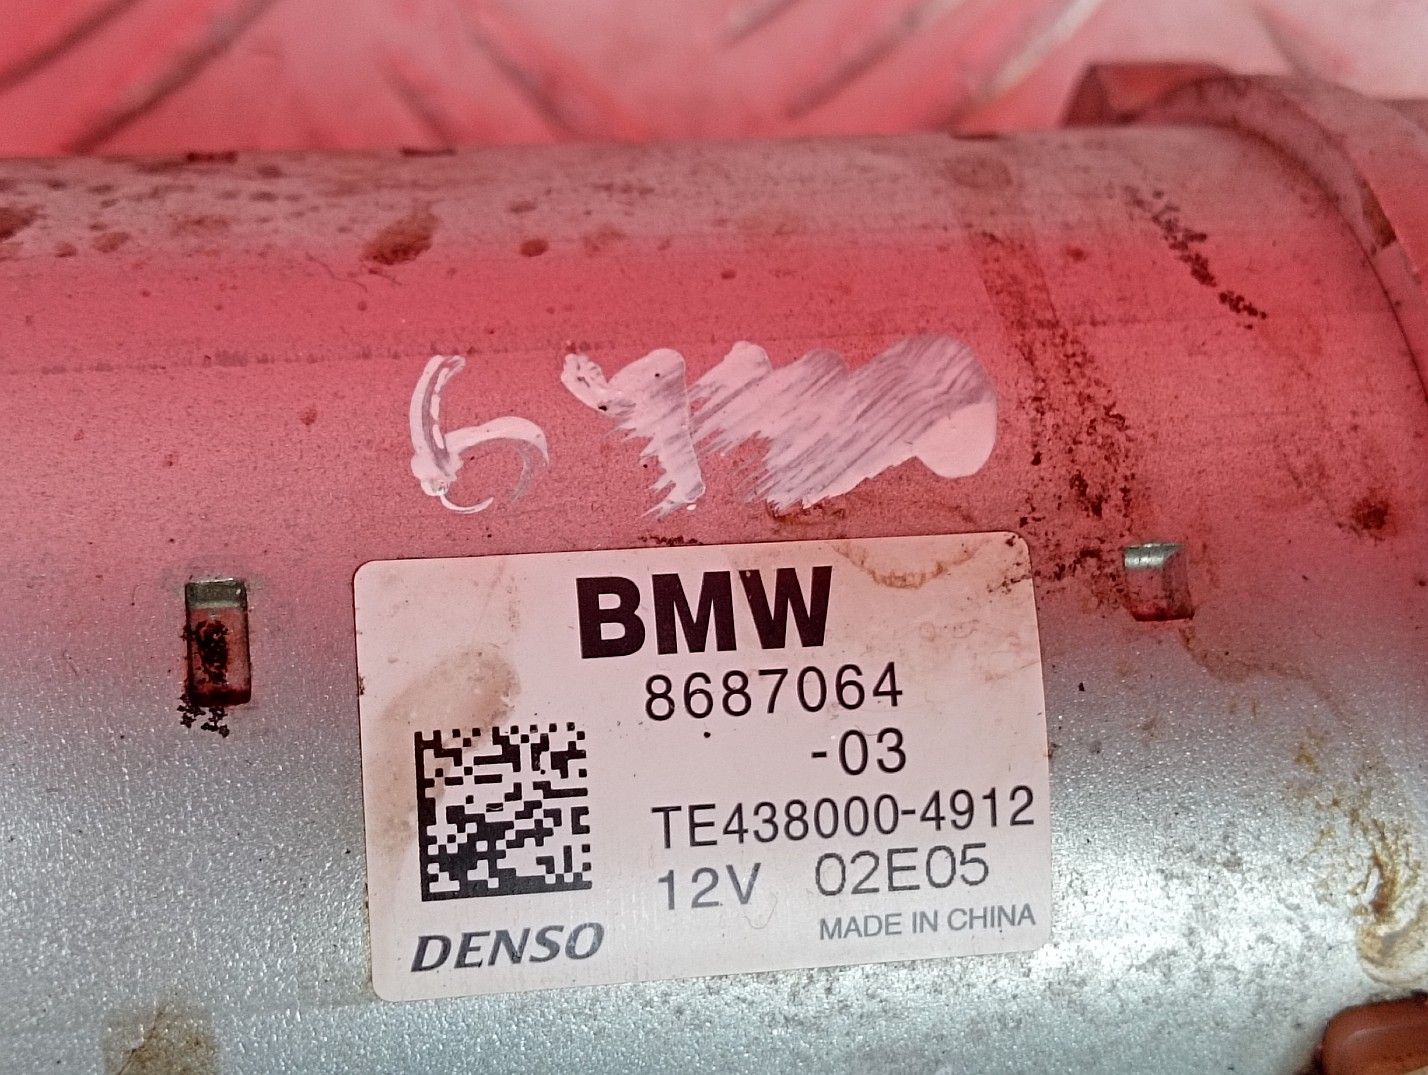 BMW
8687064
-03
TE438000-4912
12V 02E05
DENSO MADE IN CHINA